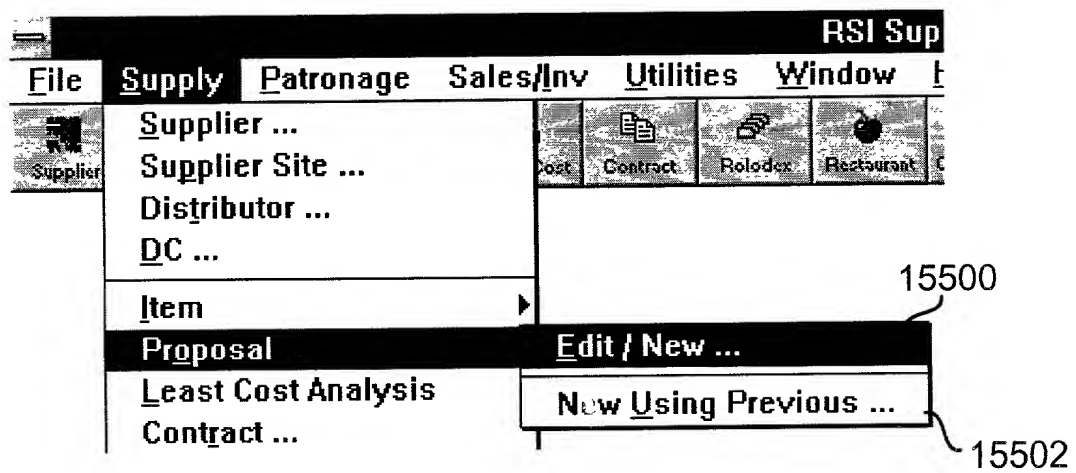 RSI Sup
File Supply Patronage Sales/Inv Utilities Window
Supplier Cost Contract Rolodex Restaurant
Supplier ...
Supplier Site ...
Distributor ...
DC ...
15500
Item
Proposal Edit / New ...
Least Cost Analysis New Using Previous ...
Contract ...
15502